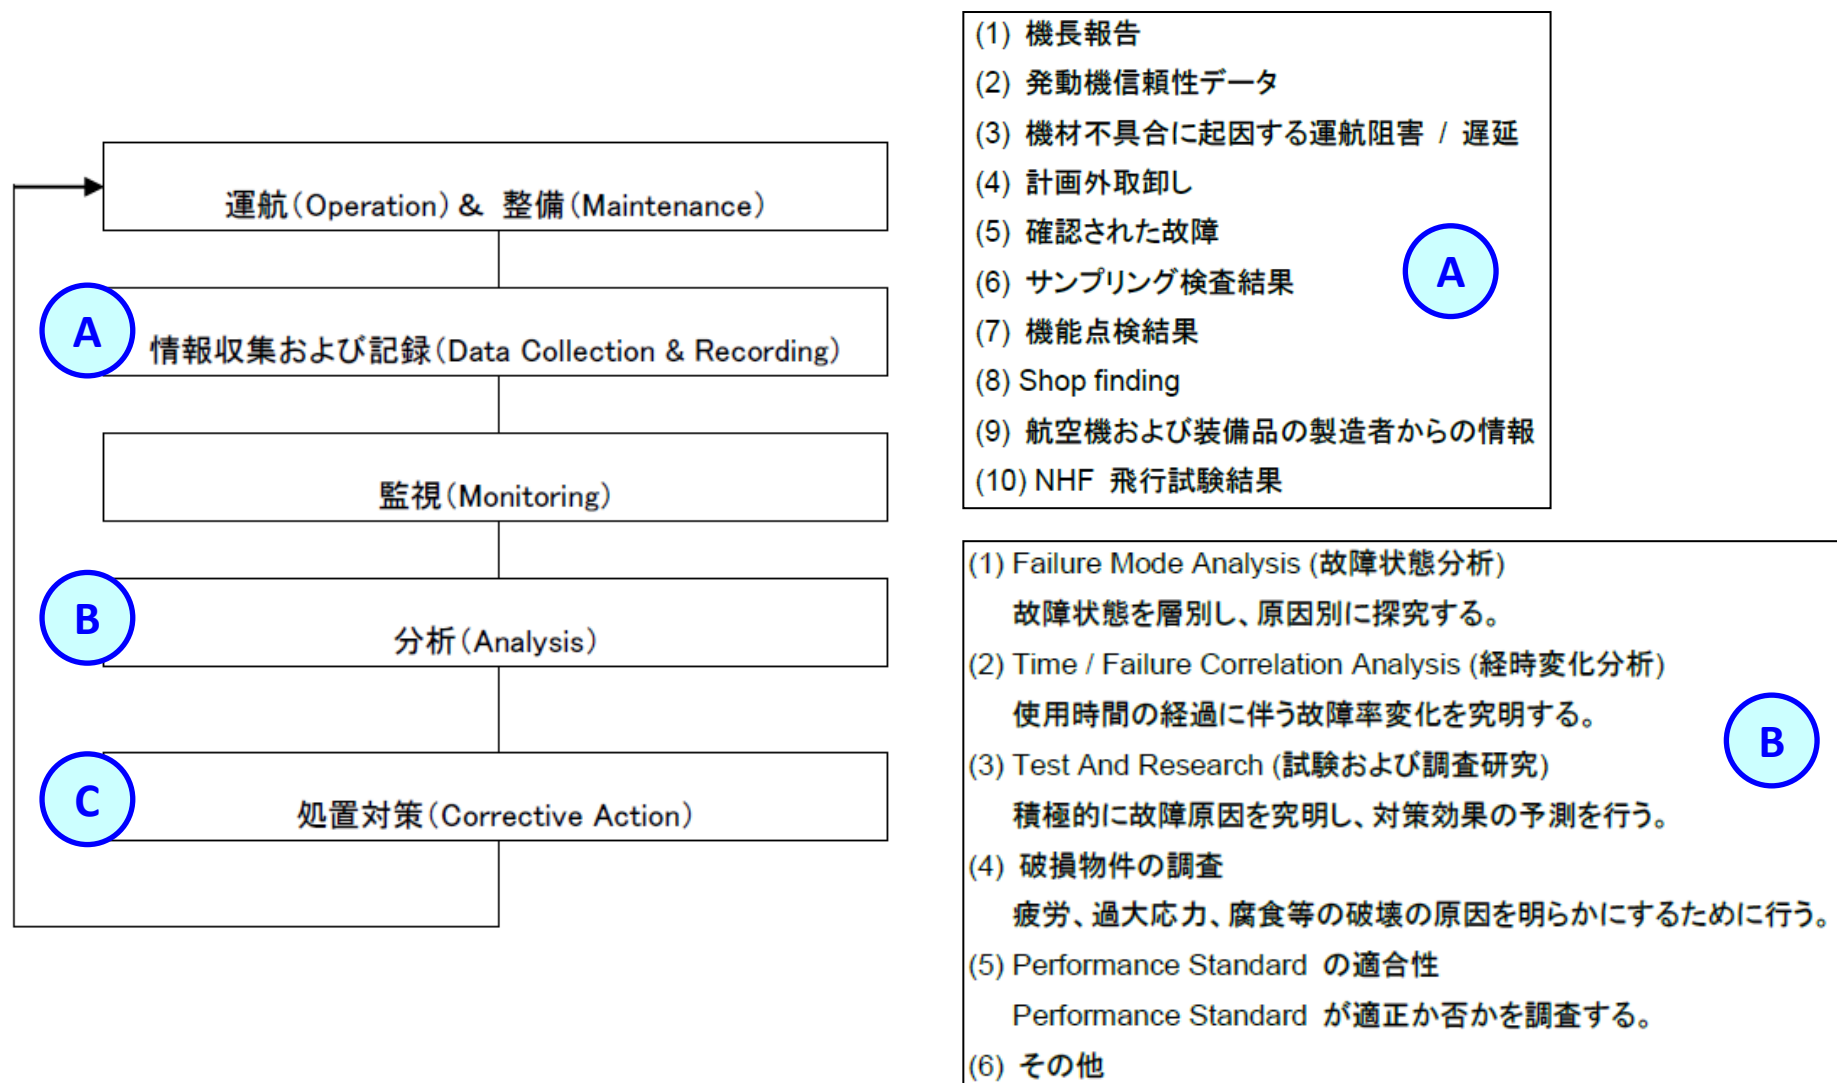 運航(Operation)& 整備(Maintenance)
A
情報収集および記録(Data Collection & Recording)
監視(Monitoring)
B
分析(Analysis)
C
処置対策(Corrective Action)
(1) 機長報告
(2) 発動機信頼性データ
(3) 機材不具合に起因する運航阻害 / 遅延
(4) 計画外取卸し
(5) 確認された故障
(6) サンプリング検査結果
(7) 機能点検結果
(8) Shop finding
(9) 航空機および装備品の製造者からの情報
(10) NHF 飛行試験結果
A
(1) Failure Mode Analysis (故障状態分析)
故障状態を層別し、原因別に探究する。
(2) Time / Failure Correlation Analysis (経時変化分析)
使用時間の経過に伴う故障率変化を究明する。
(3) Test And Research (試験および調査研究)
積極的に故障原因を究明し、対策効果の予測を行う。
(4) 破損物件の調査
疲労、過大応力、腐食等の破壊の原因を明らかにするために行う。
(5) Performance Standard の適合性
Performance Standard が適正か否かを調査する。
(6) その他
B